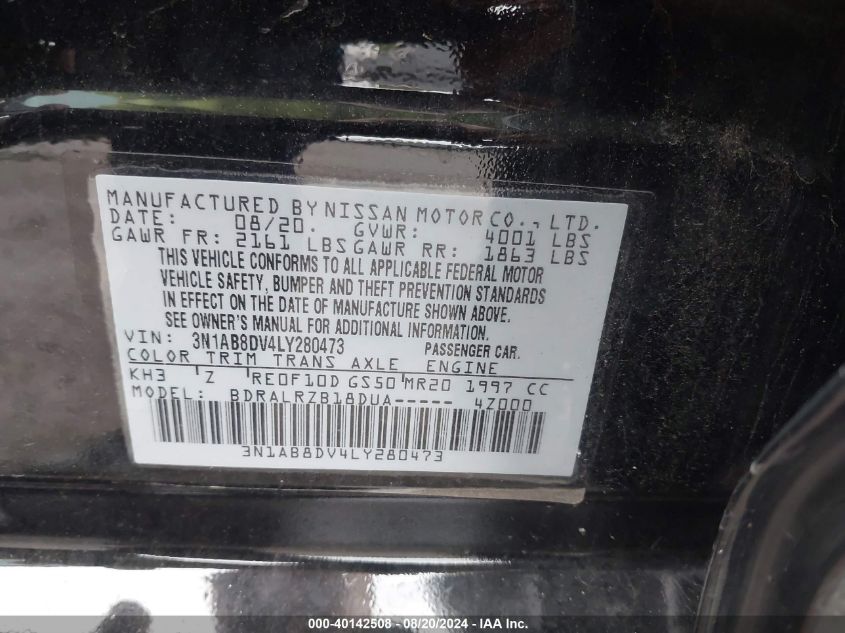 MANUFACTURED BY NISSAN MOTOR CO., LTD.
DATE: 08/20. GVWR: 4001 LBS
GAWR FR: 2161 LBS GAWR RR: 1863 LBS
THIS VEHICLE CONFORMS TO ALL APPLICABLE FEDERAL MOTOR
VEHICLE SAFETY, BUMPER AND THEFT PREVENTION STANDARDS
IN EFFECT ON THE DATE OF MANUFACTURE SHOWN ABOVE.
SEE OWNER'S MANUAL FOR ADDITIONAL INFORMATION.
VIN: 3N1AB8DV4LY280473 PASSENGER CAR.
COLOR TRIM TRANS AXLE ENGINE
KH3 Z RE0F10D GS50 MR20 1997 CC
MODEL: BDRALRZB18DUA----- 4Z000
3N1AB8DV4LY280473
000-40142508 - 08/20/2024 - IAA, Inc.